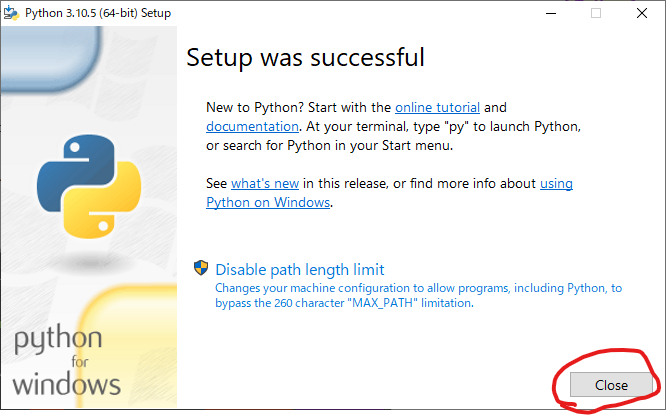 Python 3.10.5 (64-bit) Setup
Setup was successful
New to Python? Start with the online tutorial and
documentation. At your terminal, type "py" to launch Python,
or search for Python in your Start menu.
See what's new in this release, or find more info about using
Python on Windows.
Disable path length limit
Changes your machine configuration to allow programs, including Python, to
bypass the 260 character "MAX_PATH" limitation.
python
for
windows
Close